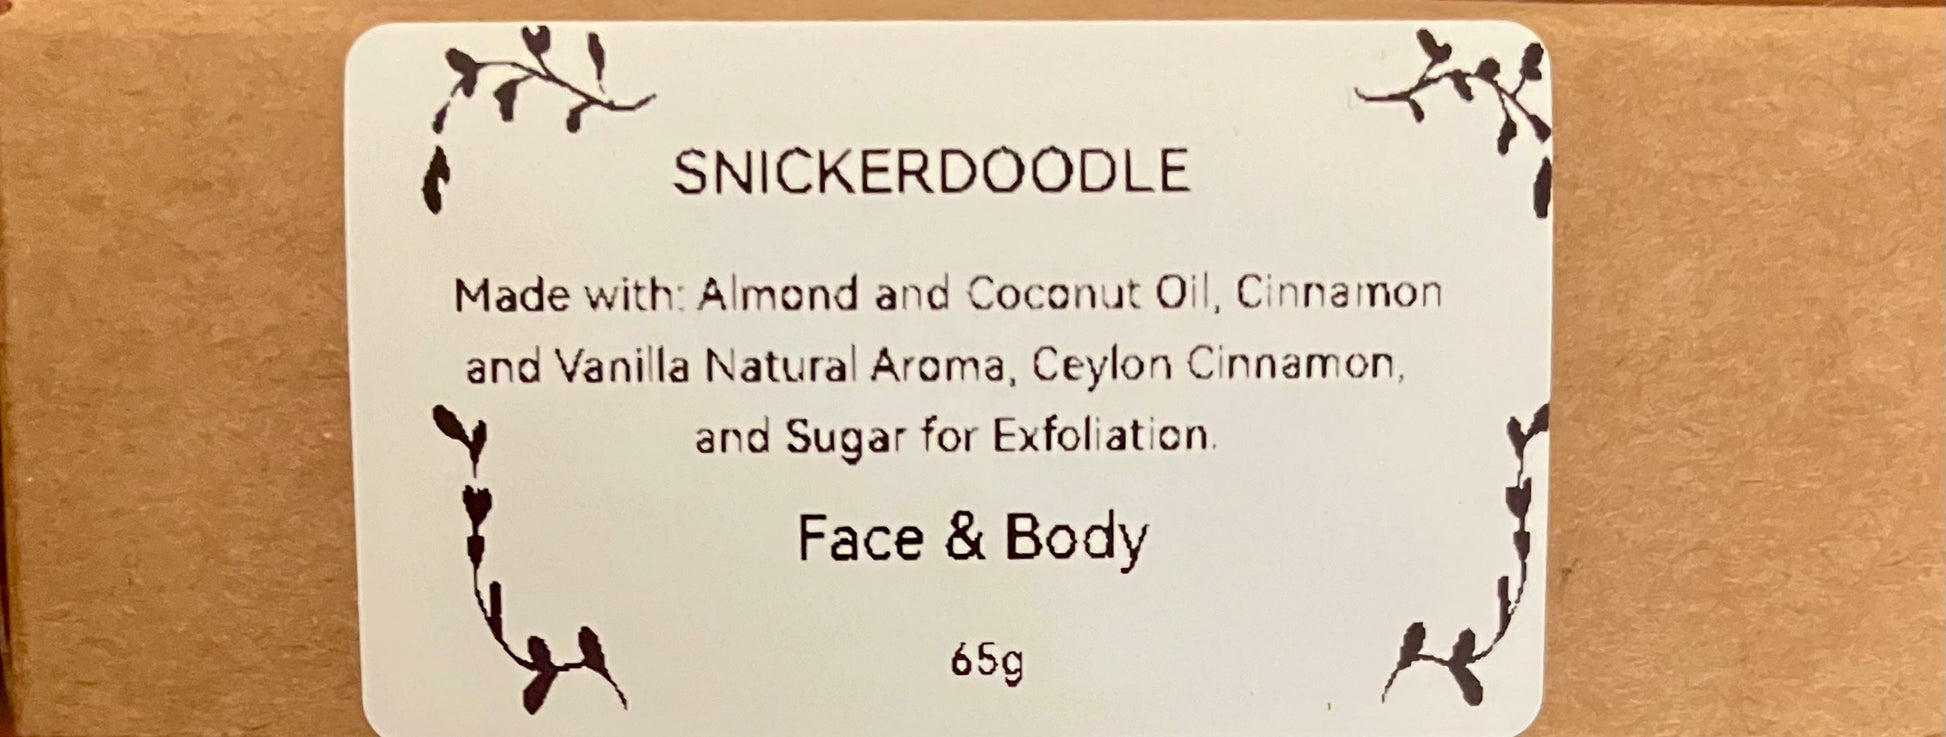 SNICKERDOODLE
Made with: Almond and Coconut Oil, Cinnamon
and Vanilla Natural Aroma, Ceylon Cinnamon,
and Sugar for Exfoliation.
Face & Body
65g